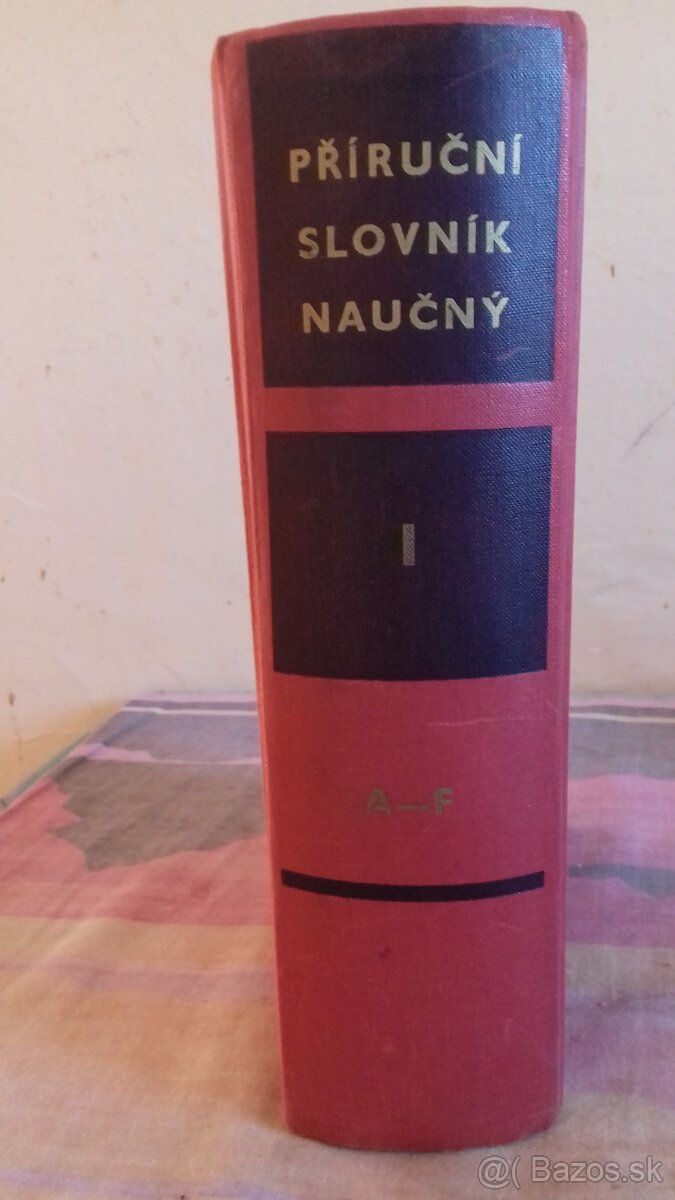 PŘÍRUČNÍ
SLOVNÍK
NAUČNÝ
I
A—F
@( Bazos.sk